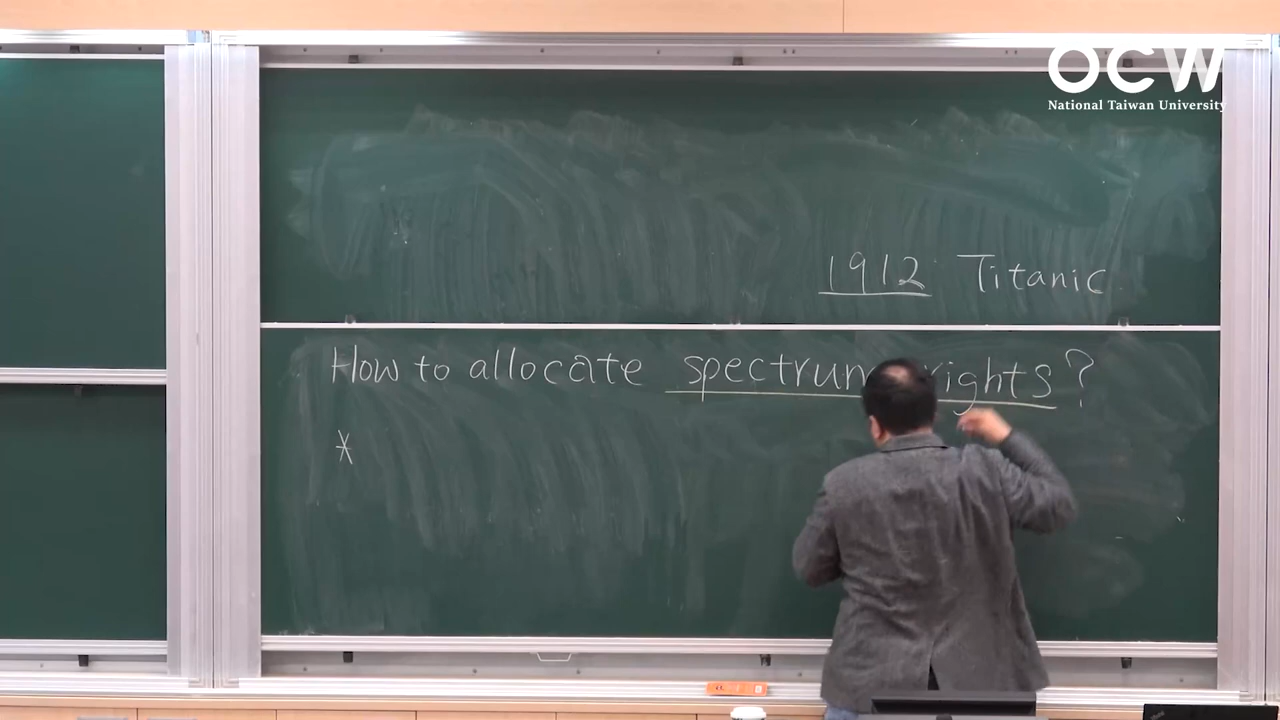 OCW
National Taiwan University
1912 Titanic
How to allocate spectrum rights?
*